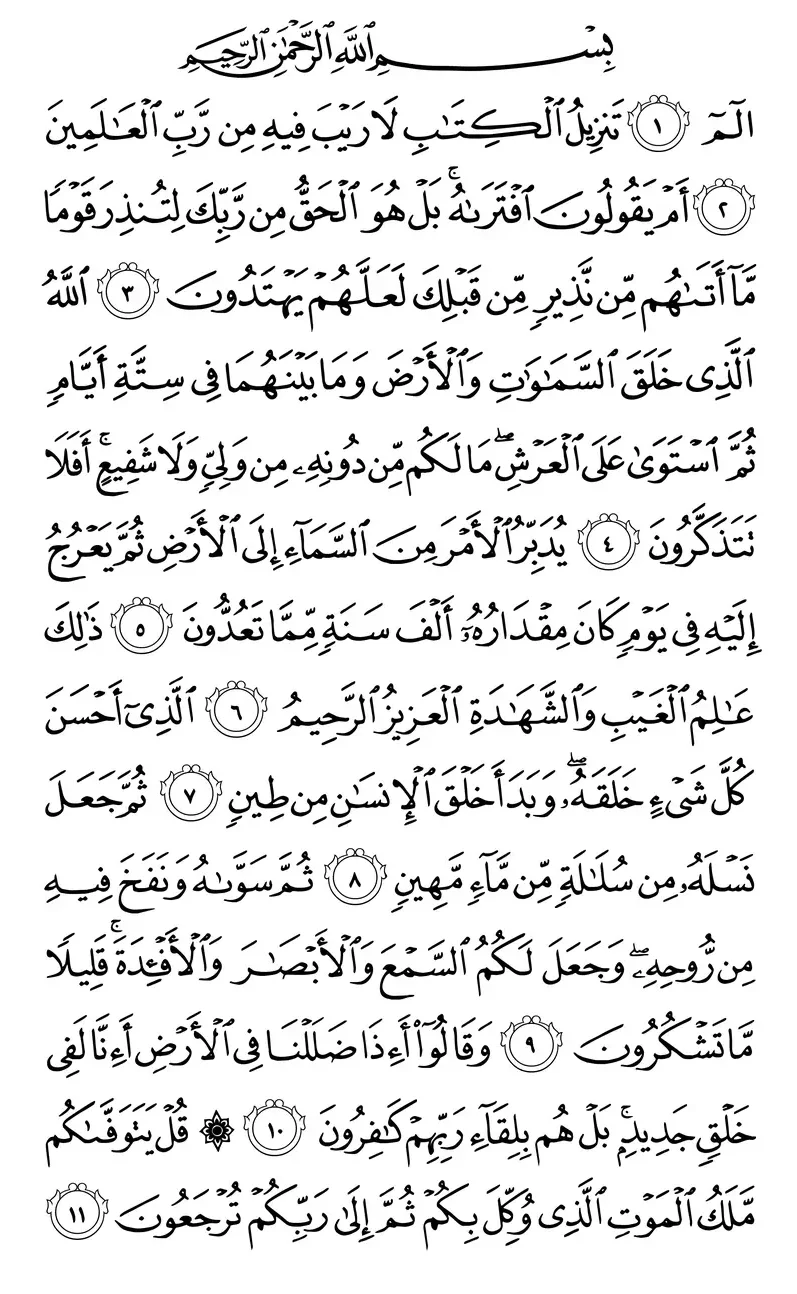 بِسْمِ ٱللَّهِ ٱلرَّحْمَٰنِ ٱلرَّحِيمِ
الٓمٓ ١ تَنزِيلُ ٱلْكِتَٰبِ لَا رَيْبَ فِيهِ مِن رَّبِّ ٱلْعَٰلَمِينَ
٢ أَمْ يَقُولُونَ ٱفْتَرَىٰهُ ۚ بَلْ هُوَ ٱلْحَقُّ مِن رَّبِّكَ لِتُنذِرَ قَوْمًا
مَّآ أَتَىٰهُم مِّن نَّذِيرٍ مِّن قَبْلِكَ لَعَلَّهُمْ يَهْتَدُونَ ٣ ٱللَّهُ
ٱلَّذِى خَلَقَ ٱلسَّمَٰوَٰتِ وَٱلْأَرْضَ وَمَا بَيْنَهُمَا فِى سِتَّةِ أَيَّامٍ
ثُمَّ ٱسْتَوَىٰ عَلَى ٱلْعَرْشِ ۖ مَا لَكُم مِّن دُونِهِۦ مِن وَلِىٍّ وَلَا شَفِيعٍ ۚ أَفَلَا
تَتَذَكَّرُونَ ٤ يُدَبِّرُ ٱلْأَمْرَ مِنَ ٱلسَّمَآءِ إِلَى ٱلْأَرْضِ ثُمَّ يَعْرُجُ
إِلَيْهِ فِى يَوْمٍ كَانَ مِقْدَارُهُۥٓ أَلْفَ سَنَةٍ مِّمَّا تَعُدُّونَ ٥ ذَٰلِكَ
عَٰلِمُ ٱلْغَيْبِ وَٱلشَّهَٰدَةِ ٱلْعَزِيزُ ٱلرَّحِيمُ ٦ ٱلَّذِىٓ أَحْسَنَ
كُلَّ شَىْءٍ خَلَقَهُۥ ۖ وَبَدَأَ خَلْقَ ٱلْإِنسَٰنِ مِن طِينٍ ٧ ثُمَّ جَعَلَ
نَسْلَهُۥ مِن سُلَٰلَةٍ مِّن مَّآءٍ مَّهِينٍ ٨ ثُمَّ سَوَّىٰهُ وَنَفَخَ فِيهِ
مِن رُّوحِهِۦ ۖ وَجَعَلَ لَكُمُ ٱلسَّمْعَ وَٱلْأَبْصَٰرَ وَٱلْأَفْـِٔدَةَ ۚ قَلِيلًا
مَّا تَشْكُرُونَ ٩ وَقَالُوٓا۟ أَءِذَا ضَلَلْنَا فِى ٱلْأَرْضِ أَءِنَّا لَفِى
خَلْقٍ جَدِيدٍۭ ۚ بَلْ هُم بِلِقَآءِ رَبِّهِمْ كَٰفِرُونَ ١٠ ۞ قُلْ يَتَوَفَّىٰكُم
مَّلَكُ ٱلْمَوْتِ ٱلَّذِى وُكِّلَ بِكُمْ ثُمَّ إِلَىٰ رَبِّكُمْ تُرْجَعُونَ ١١